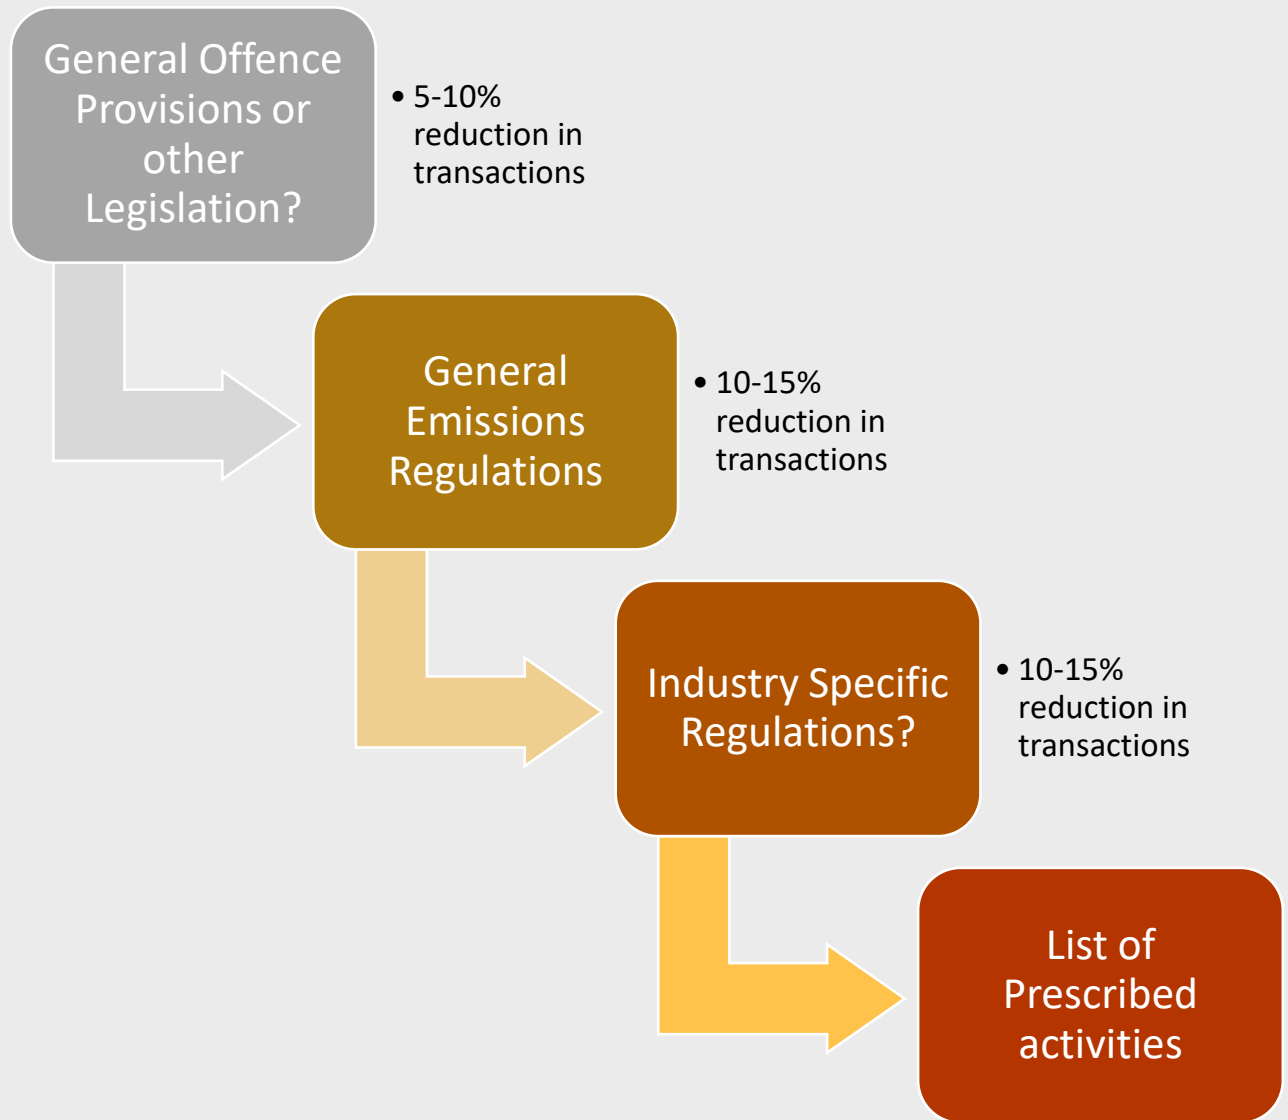 General Offence
Provisions or
other
Legislation?
• 5-10%
reduction in
transactions
General
Emissions
Regulations
• 10-15%
reduction in
transactions
Industry Specific
Regulations?
• 10-15%
reduction in
transactions
List of
Prescribed
activities